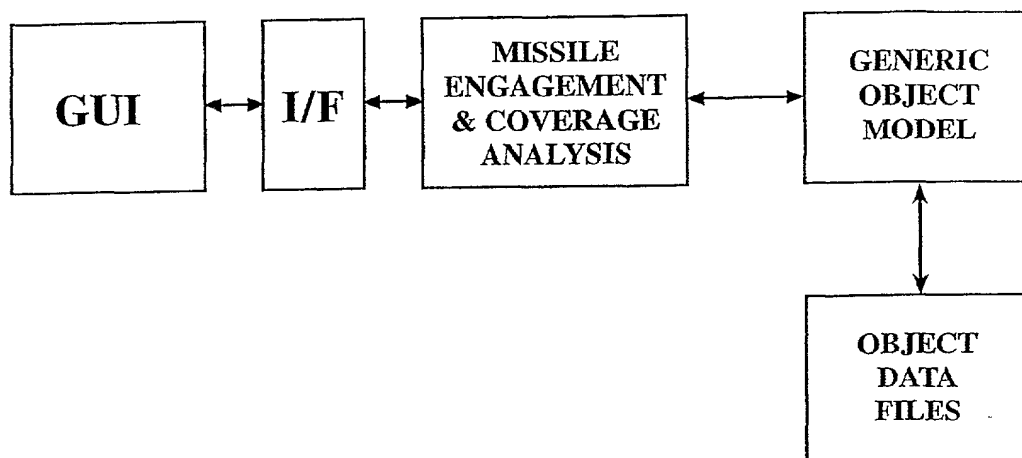 GUI
I/F
MISSILE
ENGAGEMENT
& COVERAGE
ANALYSIS
GENERIC
OBJECT
MODEL
OBJECT
DATA
FILES